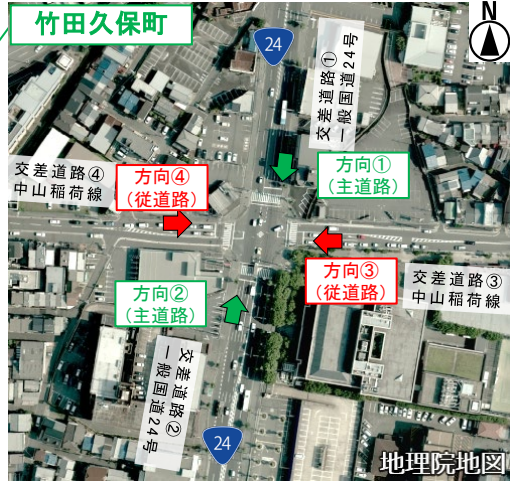 竹田久保町
N
24
交差道路①
一般国道24号
方向①
(主道路)
交差道路④
中山稲荷線
方向④
(従道路)
方向③
(従道路)
交差道路③
中山稲荷線
方向②
(主道路)
交差道路②
一般国道24号
24
地理院地図